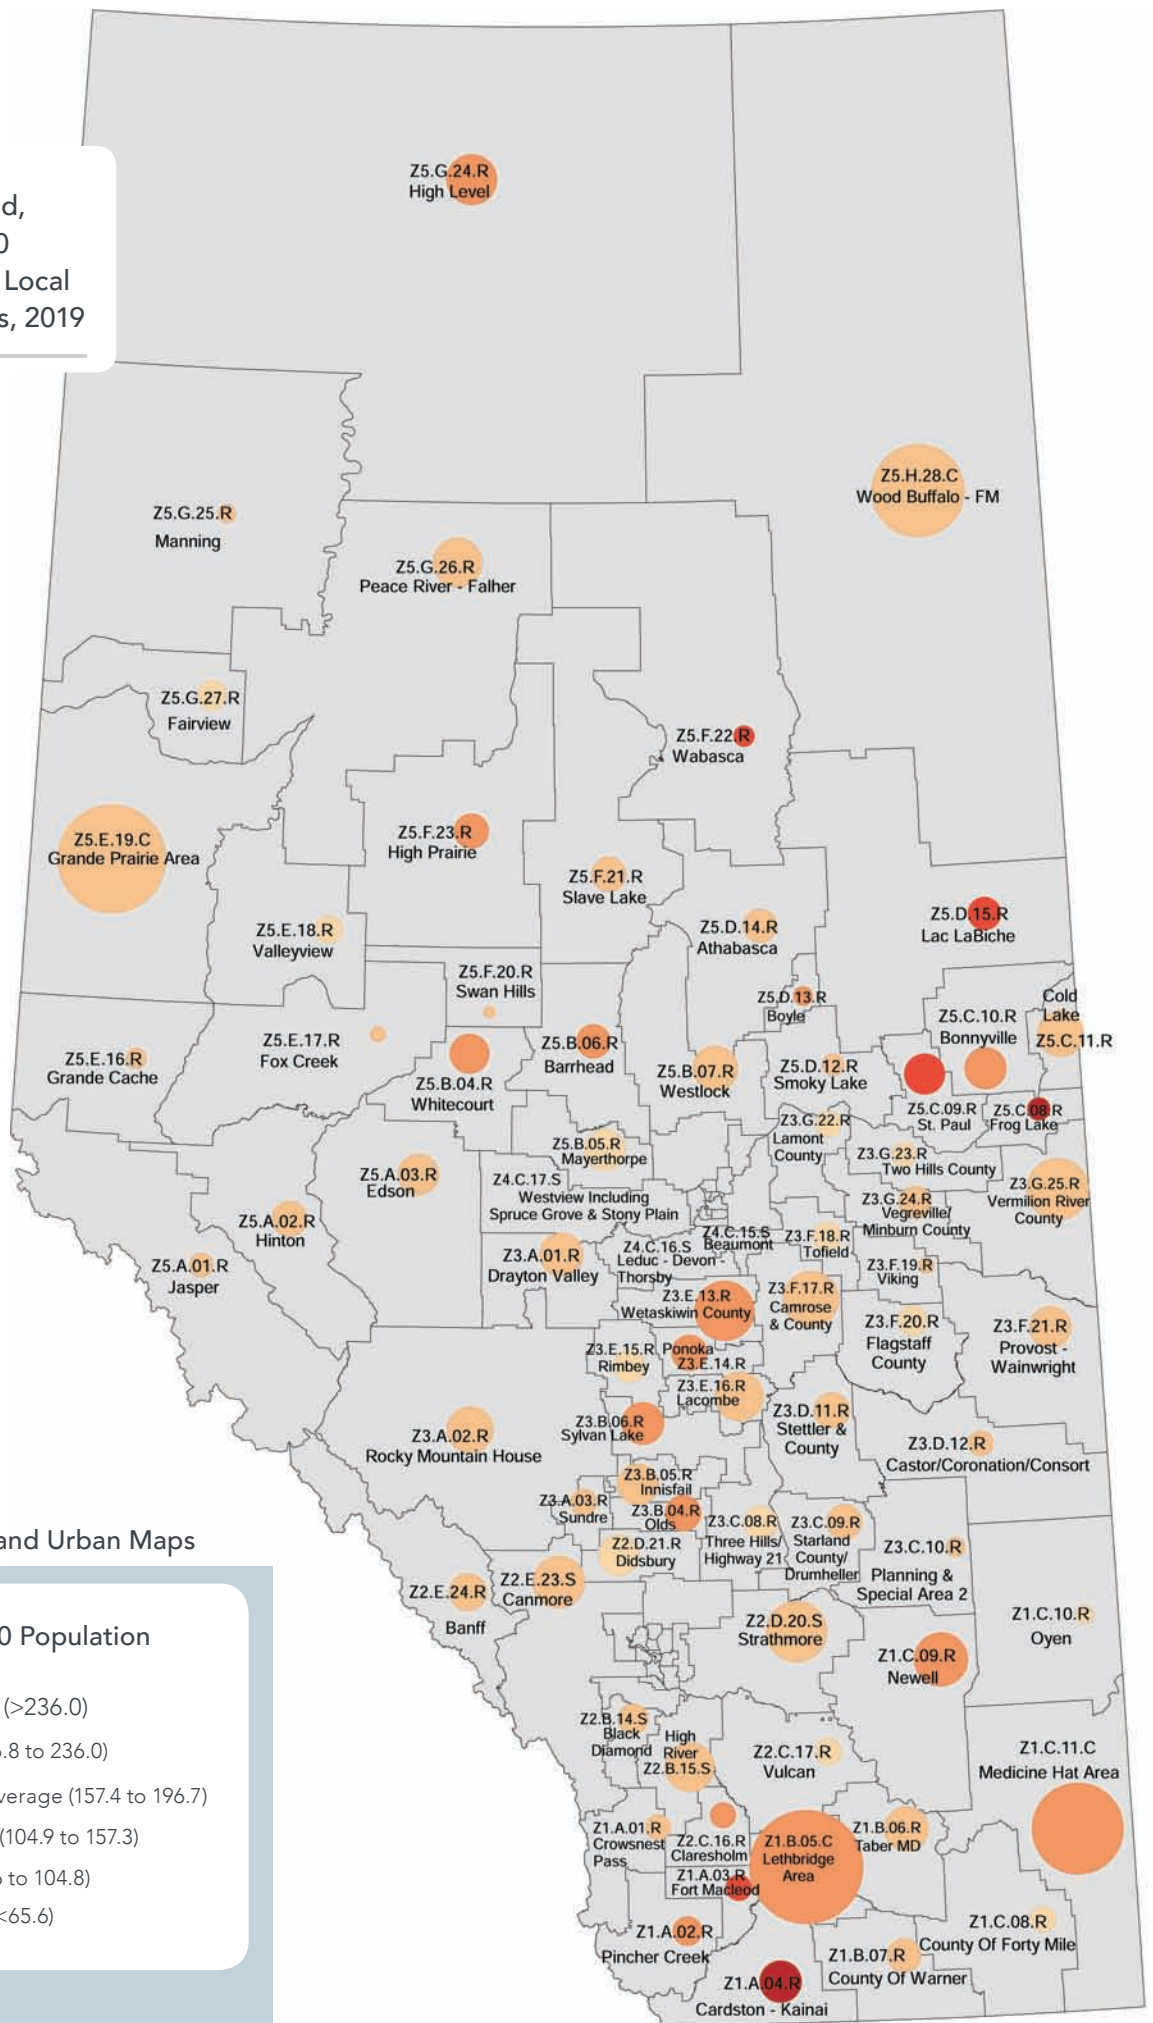 d,
0
Local
s, 2019
Z5.G.24.R
High Level
Z5.H.28.C
Wood Buffalo - FM
Z5.G.25.R
Manning
Z5.G.26.R
Peace River - Falher
Z5.G.27.R
Fairview
Z5.F.22.R
Wabasca
Z5.E.19.C
Grande Prairie Area
Z5.F.23.R
High Prairie
Z5.F.21.R
Slave Lake
Z5.E.18.R
Valleyview
Z5.D.14.R
Athabasca
Z5.D.15.R
Lac LaBiche
Z5.F.20.R
Swan Hills
Z5.D.13.R
Boyle
Cold
Lake
Z5.C.11.R
Z5.C.10.R
Bonnyville
Z5.E.16.R
Grande Cache
Z5.E.17.R
Fox Creek
Z5.B.04.R
Whitecourt
Z5.B.06.R
Barrhead
Z5.B.07.R
Westlock
Z5.D.12.R
Smoky Lake
Z5.C.09.R
St. Paul
Z5.C.08.R
Frog Lake
Z3.G.22.R
Lamont
County
Z5.B.05.R
Mayerthorpe
Z3.G.23.R
Two Hills County
Z5.A.03.R
Edson
Z4.C.17.S
Westview Including
Spruce Grove & Stony Plain
Z3.G.24.R
Vegreville/
Minburn County
Z3.G.25.R
Vermilion River
County
Z5.A.02.R
Hinton
Z5.A.01.R
Jasper
Z3.A.01.R
Drayton Valley
Z4.C.16.S
Leduc - Devon -
Thorsby
Z4.C.15.S
Beaumont
Z3.F.18.R
Tofield
Z3.F.19.R
Viking
Z3.E.13.R
Wetaskiwin County
Z3.F.17.R
Camrose
& County
Z3.F.20.R
Flagstaff
County
Z3.F.21.R
Provost -
Wainwright
Z3.E.15.R
Rimbey
Ponoka
Z3.E.14.R
Z3.E.16.R
Lacombe
Z3.A.02.R
Rocky Mountain House
Z3.B.06.R
Sylvan Lake
Z3.D.11.R
Stettler &
County
Z3.D.12.R
Castor/Coronation/Consort
Z3.B.05.R
Innisfail
Z3.A.03.R
Sundre
Z3.B.04.R
Olds
Z3.C.08.R
Three Hills/
Highway 21
Z3.C.09.R
Starland
County/
Drumheller
Z3.C.10.R
Planning &
Special Area 2
Z2.D.21.R
Didsbury
Z2.E.24.R
Banff
Z2.E.23.S
Canmore
Z2.D.20.S
Strathmore
Z1.C.10.R
Oyen
Z1.C.09.R
Newell
Z2.B.14.S
Black
Diamond
High
River
Z2.B.15.S
Z2.C.17.R
Vulcan
Z1.C.11.C
Medicine Hat Area
Z1.A.01.R
Crowsnest
Pass
Z2.C.16.R
Claresholm
Z1.B.05.C
Lethbridge
Area
Z1.B.06.R
Taber MD
Z1.A.03.R
Fort Macleod
Z1.A.02.R
Pincher Creek
Z1.B.07.R
County Of Warner
Z1.C.08.R
County Of Forty Mile
Z1.A.04.R
Cardston - Kainai
and Urban Maps
0 Population
(>236.0)
.8 to 236.0)
verage (157.4 to 196.7)
(104.9 to 157.3)
to 104.8)
<65.6)